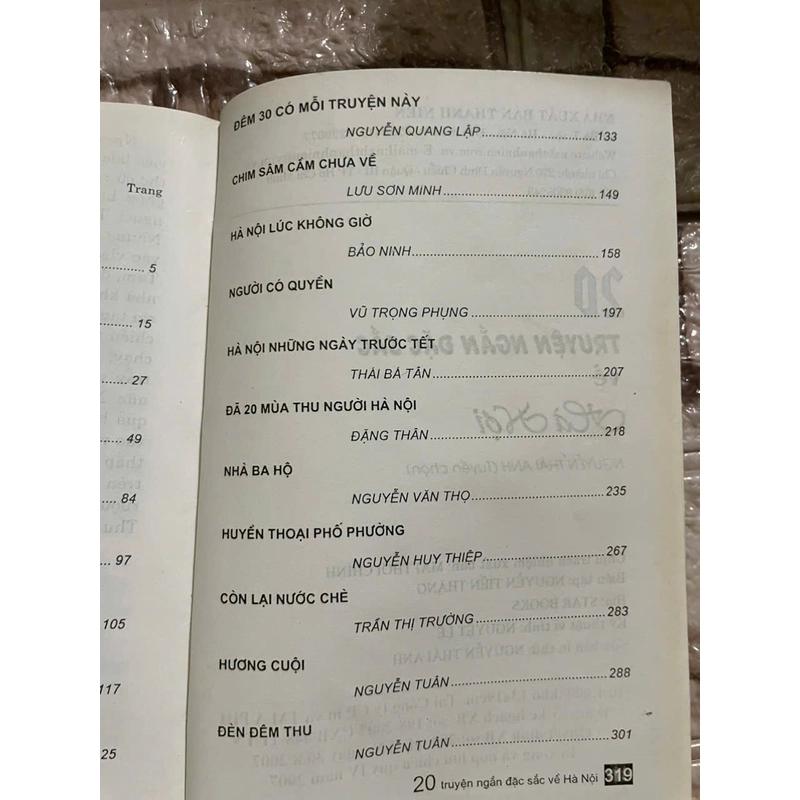 Trang
5
15
27
49
84
97
105
117
25
ĐÊM 30 CÓ MỖI TRUYỆN NÀY
NGUYỄN QUANG LẬP 133
CHIM SÂM CẦM CHƯA VỀ
LƯU SƠN MINH 149
HÀ NỘI LÚC KHÔNG GIỜ
BẢO NINH 158
NGƯỜI CÓ QUYỀN
VŨ TRỌNG PHỤNG 197
HÀ NỘI NHỮNG NGÀY TRƯỚC TẾT
THÁI BÁ TÂN 207
ĐÃ 20 MÙA THU NGƯỜI HÀ NỘI
ĐẶNG THÂN 218
NHÀ BA HỘ
NGUYỄN VĂN THỌ 235
HUYỀN THOẠI PHỐ PHƯỜNG
NGUYỄN HUY THIỆP 267
CÒN LẠI NƯỚC CHÈ
TRẦN THỊ TRƯỜNG 283
HƯƠNG CUỘI
NGUYỄN TUÂN 288
ĐÈN ĐÊM THU
NGUYỄN TUÂN 301
20 truyện ngắn đặc sắc về Hà Nội 319